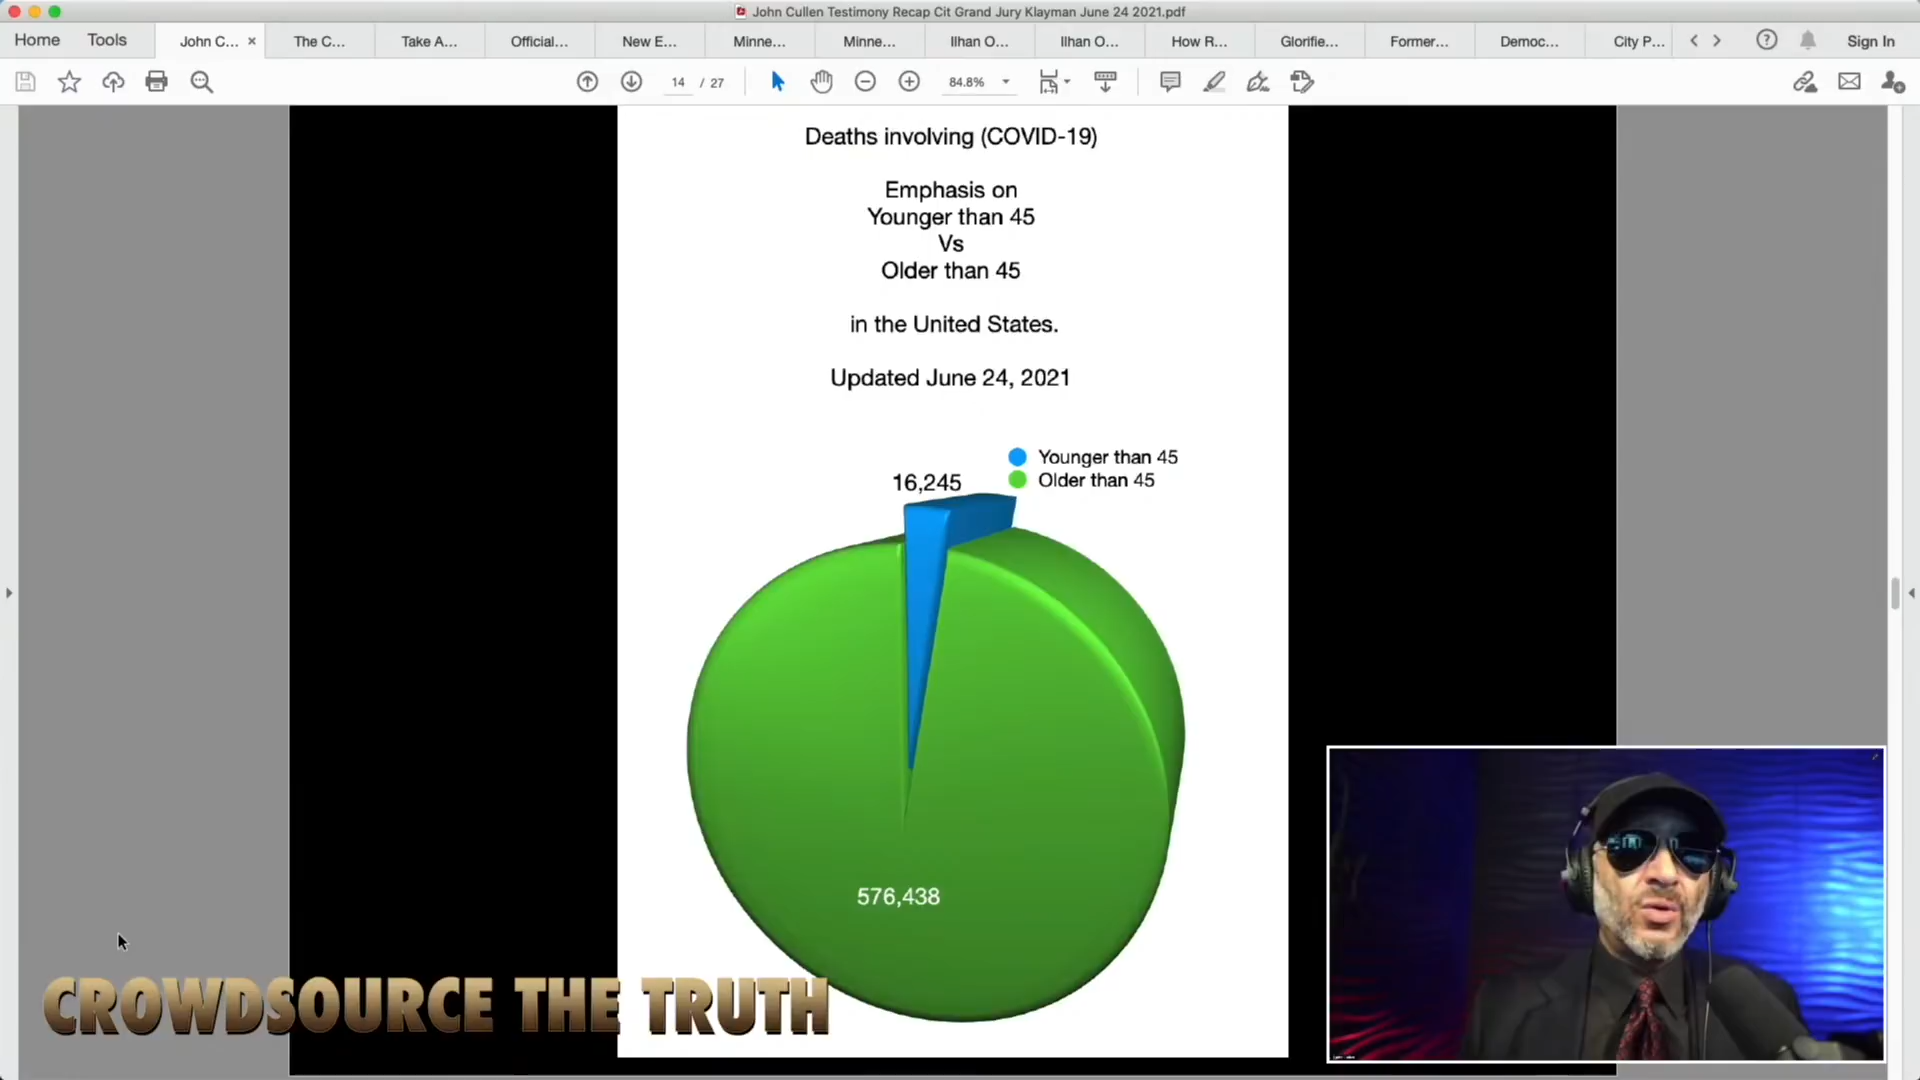 John Cullen Testimony Recap Cit Grand Jury Klayman June 24 2021.pdf
Home Tools John C... × The C... Take A... Official... New E... Minne... Minne... Ilhan O... Ilhan O... How R... Glorifie... Former... Democ... City P... Sign In
14 / 27 84.8%
Deaths involving (COVID-19)
Emphasis on
Younger than 45
Vs
Older than 45
in the United States.
Updated June 24, 2021
Younger than 45
Older than 45
16,245
576,438
CROWDSOURCE THE TRUTH